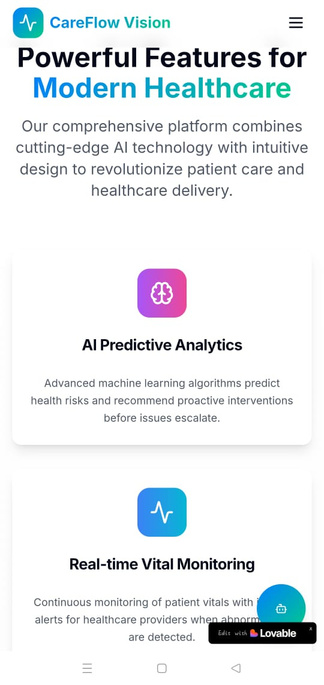 CareFlow Vision
Powerful Features for
Modern Healthcare
Our comprehensive platform combines
cutting-edge AI technology with intuitive
design to revolutionize patient care and
healthcare delivery.
AI Predictive Analytics
Advanced machine learning algorithms predict
health risks and recommend proactive interventions
before issues escalate.
Real-time Vital Monitoring
Continuous monitoring of patient vitals with
alerts for healthcare providers when
are detected.
Edit with Lovable